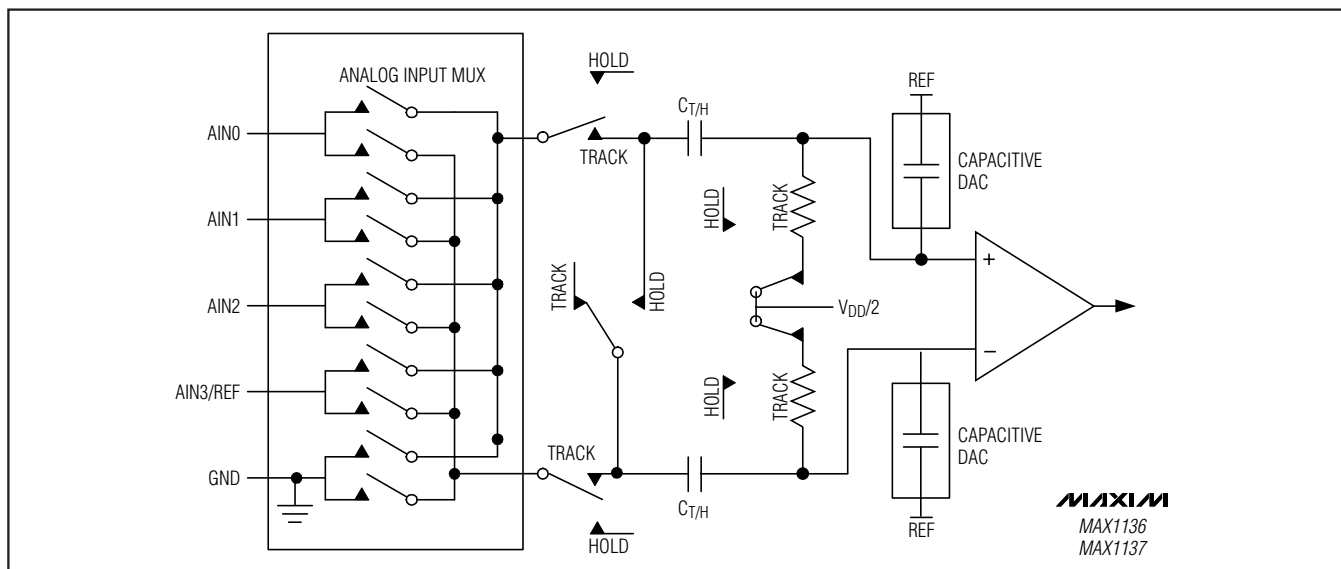 ANALOG INPUT MUX
AIN0
AIN1
AIN2
AIN3/REF
GND
HOLD
TRACK
CT/H
HOLD
TRACK
TRACK
HOLD
VDD/2
HOLD
TRACK
TRACK
HOLD
CT/H
REF
CAPACITIVE
DAC
+
−
CAPACITIVE
DAC
REF
MAXIM
MAX1136
MAX1137